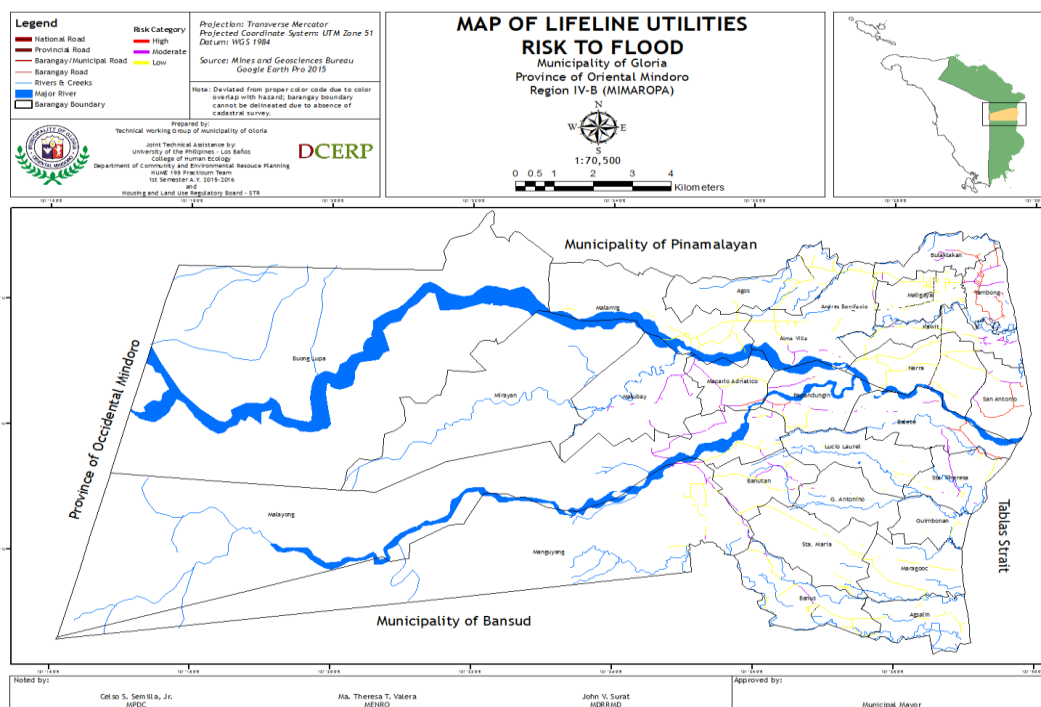 Legend
National Road
Provincial Road
Barangay/Municipal Road
Barangay Road
Rivers & Creeks
Major River
Barangay Boundary
Risk Category
High
Moderate
Low
Projection: Transverse Mercator
Projected Coordinate System: UTM Zone 51
Datum: WGS 1984
Source: Mines and Geosciences Bureau
Google Earth Pro 2015
Note: Deviated from proper color code due to color
overlap with hazard; barangay boundary
cannot be delineated due to absence of
cadastral survey.
Prepared by:
Technical Working Group of Municipality of Gloria
Joint Technical Assistance by:
University of the Philipines - Los Baños
College of Human Ecology
Department of Community and Environmental Resouce Planning
HUME 198 Practicum Team
1st Semester A.Y. 2015-2016
and
Housing and Land Use Regulatory Board - STR
DCERP
MAP OF LIFELINE UTILITIES
RISK TO FLOOD
Municipality of Gloria
Province of Oriental Mindoro
Region IV-B (MIMAROPA)
N
W
E
S
1:70,500
0 0.5 1 2 3 4
Kilometers
Municipality of Pinamalayan
Province of Occidental Mindoro
Municipality of Bansud
Tablas Strait
Bulaklakan
Tambong
Agos
Maligaya
Andres Bonifacio
Malamig
Kawit
Alma Villa
Buong Lupa
Narra
Macario Adriatico
Mirayan
Malubay
Papandungin
San Antonio
Balete
Lucio Laurel
Banutan
Sta. Theresa
G. Antonino
Malayong
Guimbonan
Manguyang
Sta. Maria
Maragooc
Banus
Agsalin
Noted by:
Celso S. Semilla, Jr.
MPDC
Ma. Theresa T. Valera
MENRO
John V. Surat
MDRRMD
Approved by:
Municipal Mayor